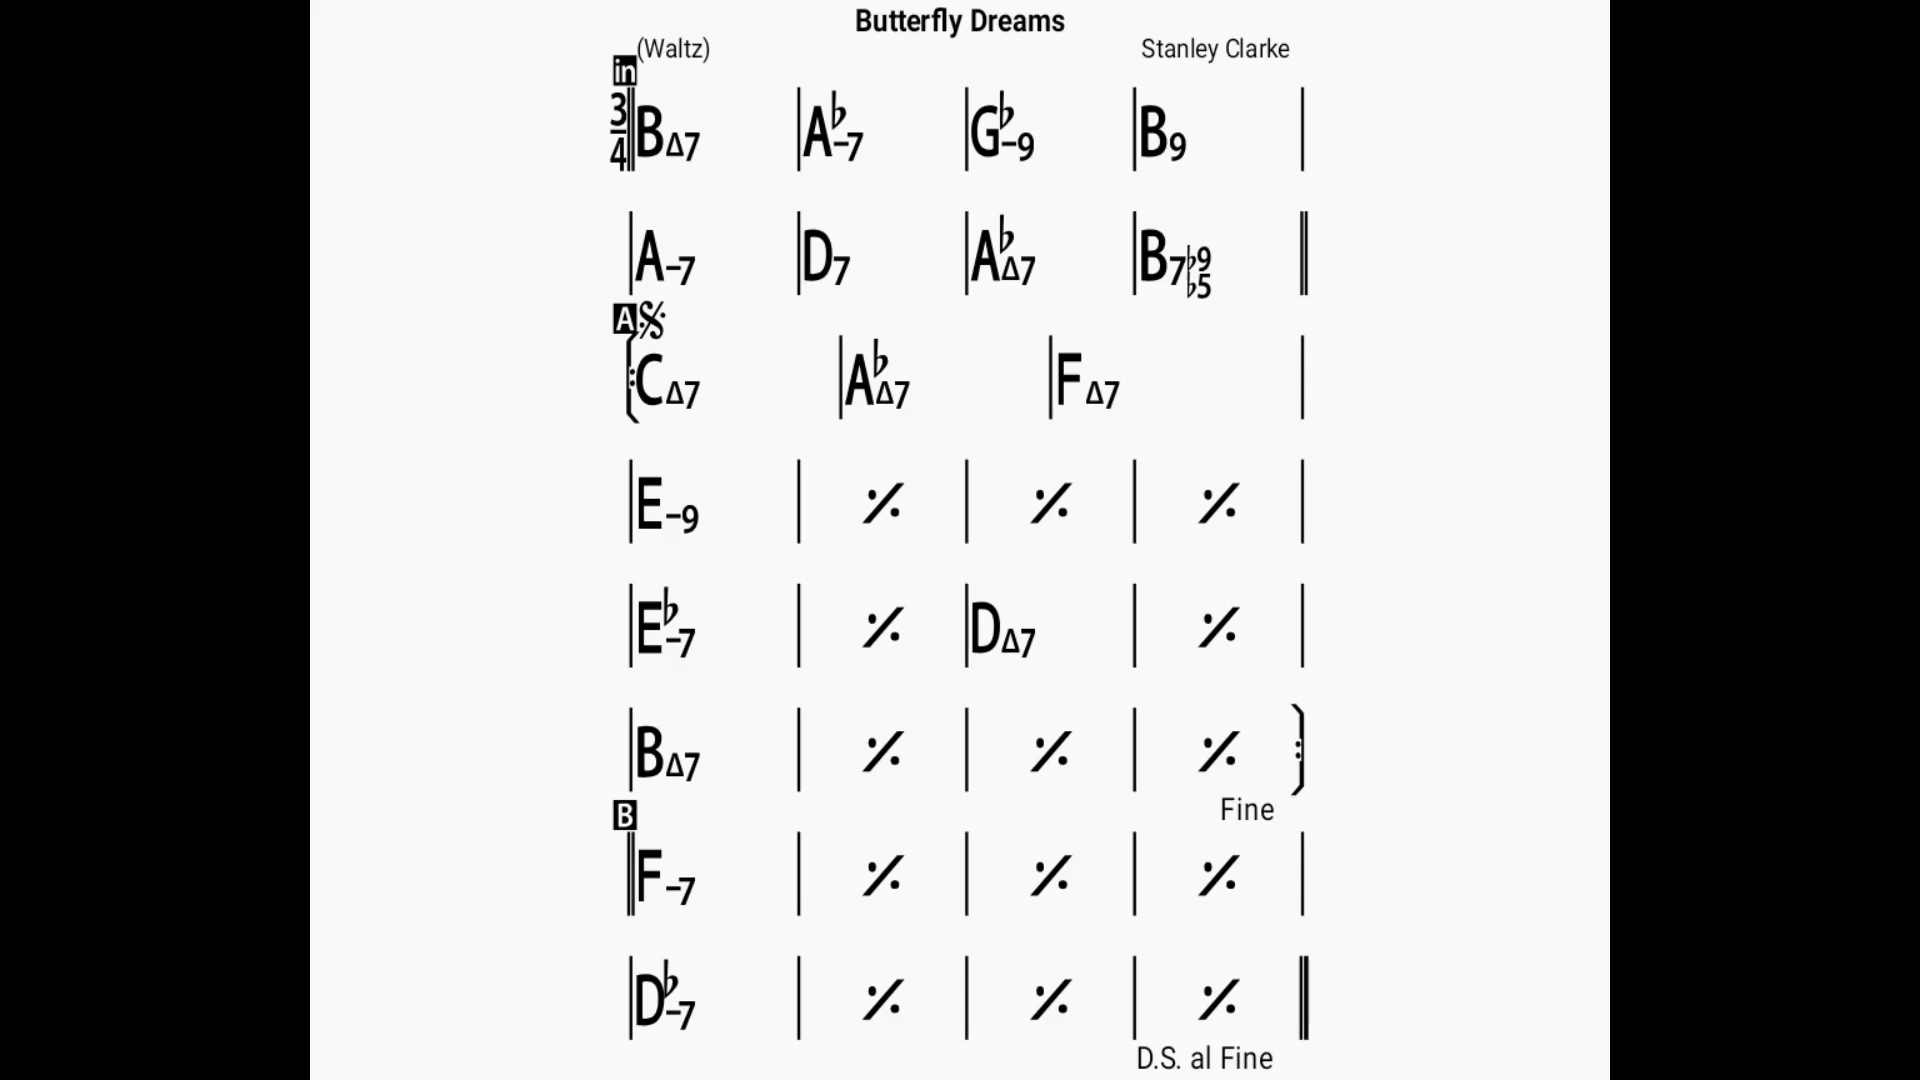 Butterfly Dreams
(Waltz) Stanley Clarke
in
3/4 BΔ7 | A♭-7 | G♭-9 | B9 |
| A-7 | D7 | A♭Δ7 | B7♭9♭5 ||
A 𝄋
𝄆 CΔ7 | A♭Δ7 | FΔ7 |
| E-9 | 𝄎 | 𝄎 | 𝄎 |
| E♭-7 | 𝄎 | DΔ7 | 𝄎 |
| BΔ7 | 𝄎 | 𝄎 | 𝄎 𝄇
B Fine
|| F-7 | 𝄎 | 𝄎 | 𝄎 |
| D♭-7 | 𝄎 | 𝄎 | 𝄎 ||
D.S. al Fine